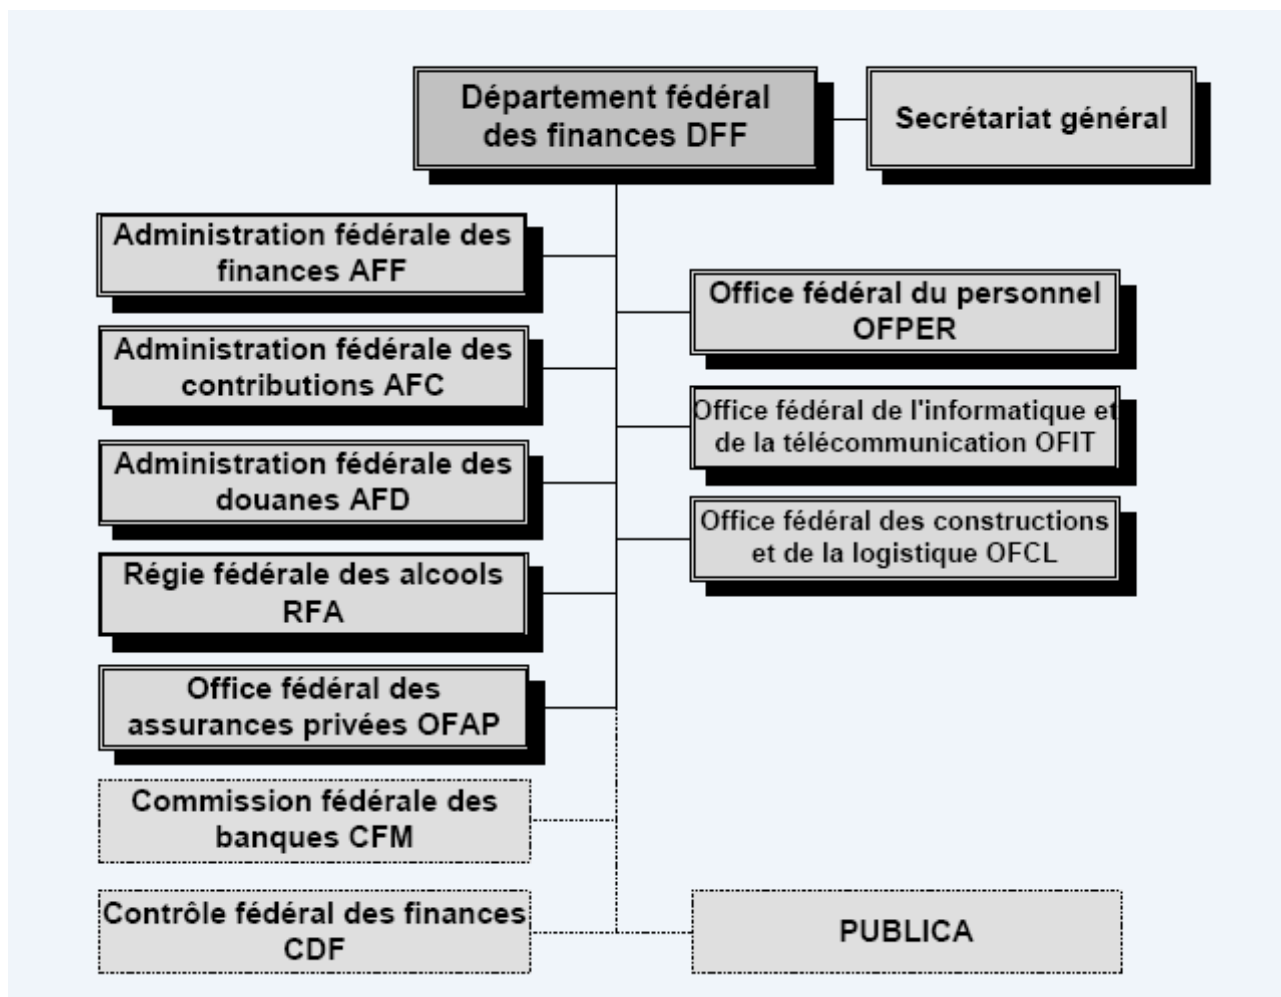 Département fédéral
des finances DFF
Secrétariat général
Administration fédérale des
finances AFF
Administration fédérale des
contributions AFC
Administration fédérale des
douanes AFD
Régie fédérale des alcools
RFA
Office fédéral des
assurances privées OFAP
Commission fédérale des
banques CFM
Contrôle fédéral des finances
CDF
Office fédéral du personnel
OFPER
Office fédéral de l'informatique et
de la télécommunication OFIT
Office fédéral des constructions
et de la logistique OFCL
PUBLICA